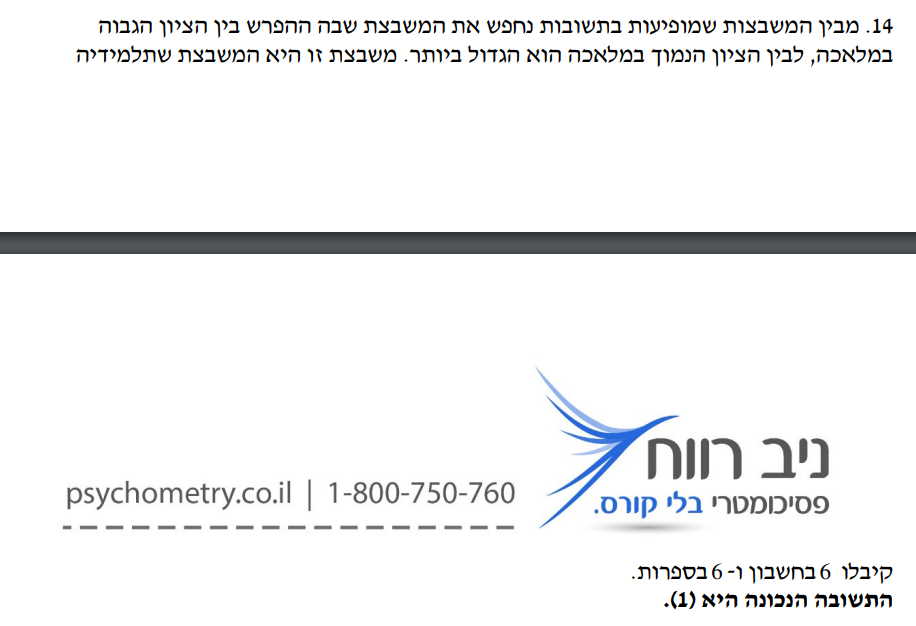 14. מבין המשבצות שמופיעות בתשובות נחפש את המשבצת שבה ההפרש בין הציון הגבוה
במלאכה, לבין הציון הנמוך במלאכה הוא הגדול ביותר. משבצת זו היא המשבצת שתלמידיה
ניב רווח
פסיכומטרי בלי קורס.
psychometry.co.il | 1-800-750-760
קיבלו 6 בחשבון ו- 6 בספרות.
התשובה הנכונה היא (1).